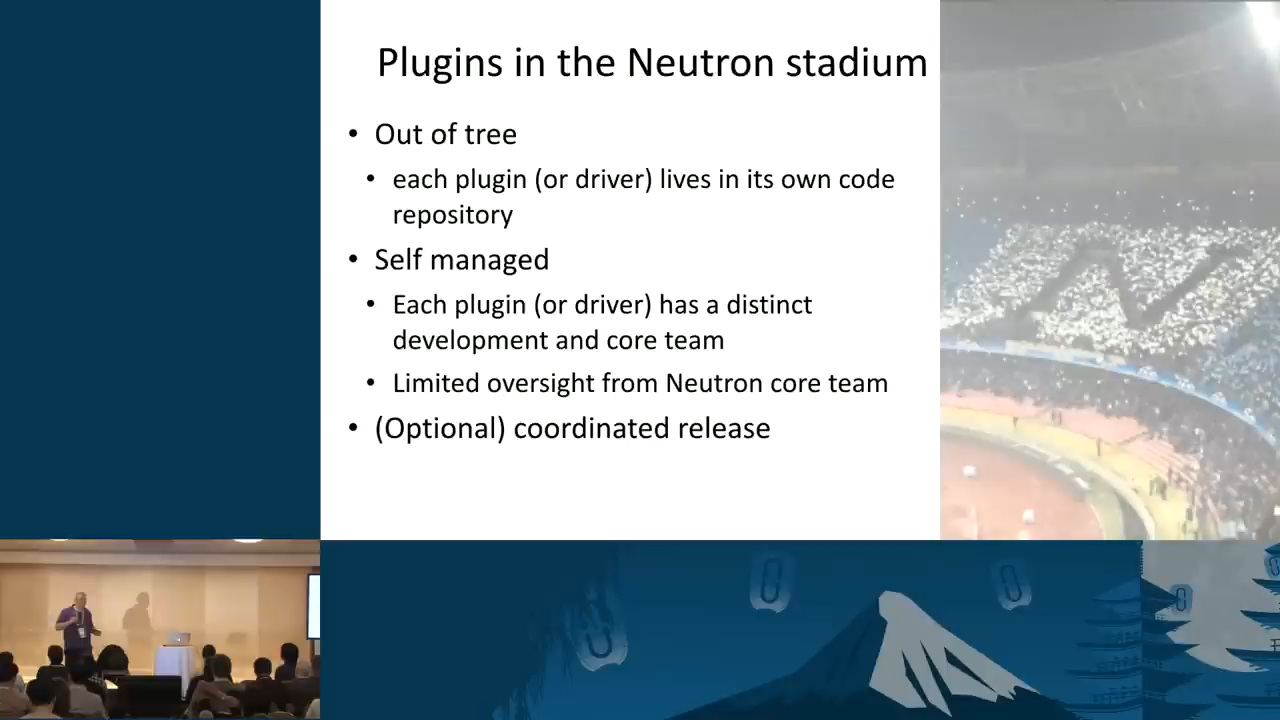 Plugins in the Neutron stadium
• Out of tree
• each plugin (or driver) lives in its own code
repository
• Self managed
• Each plugin (or driver) has a distinct
development and core team
• Limited oversight from Neutron core team
• (Optional) coordinated release